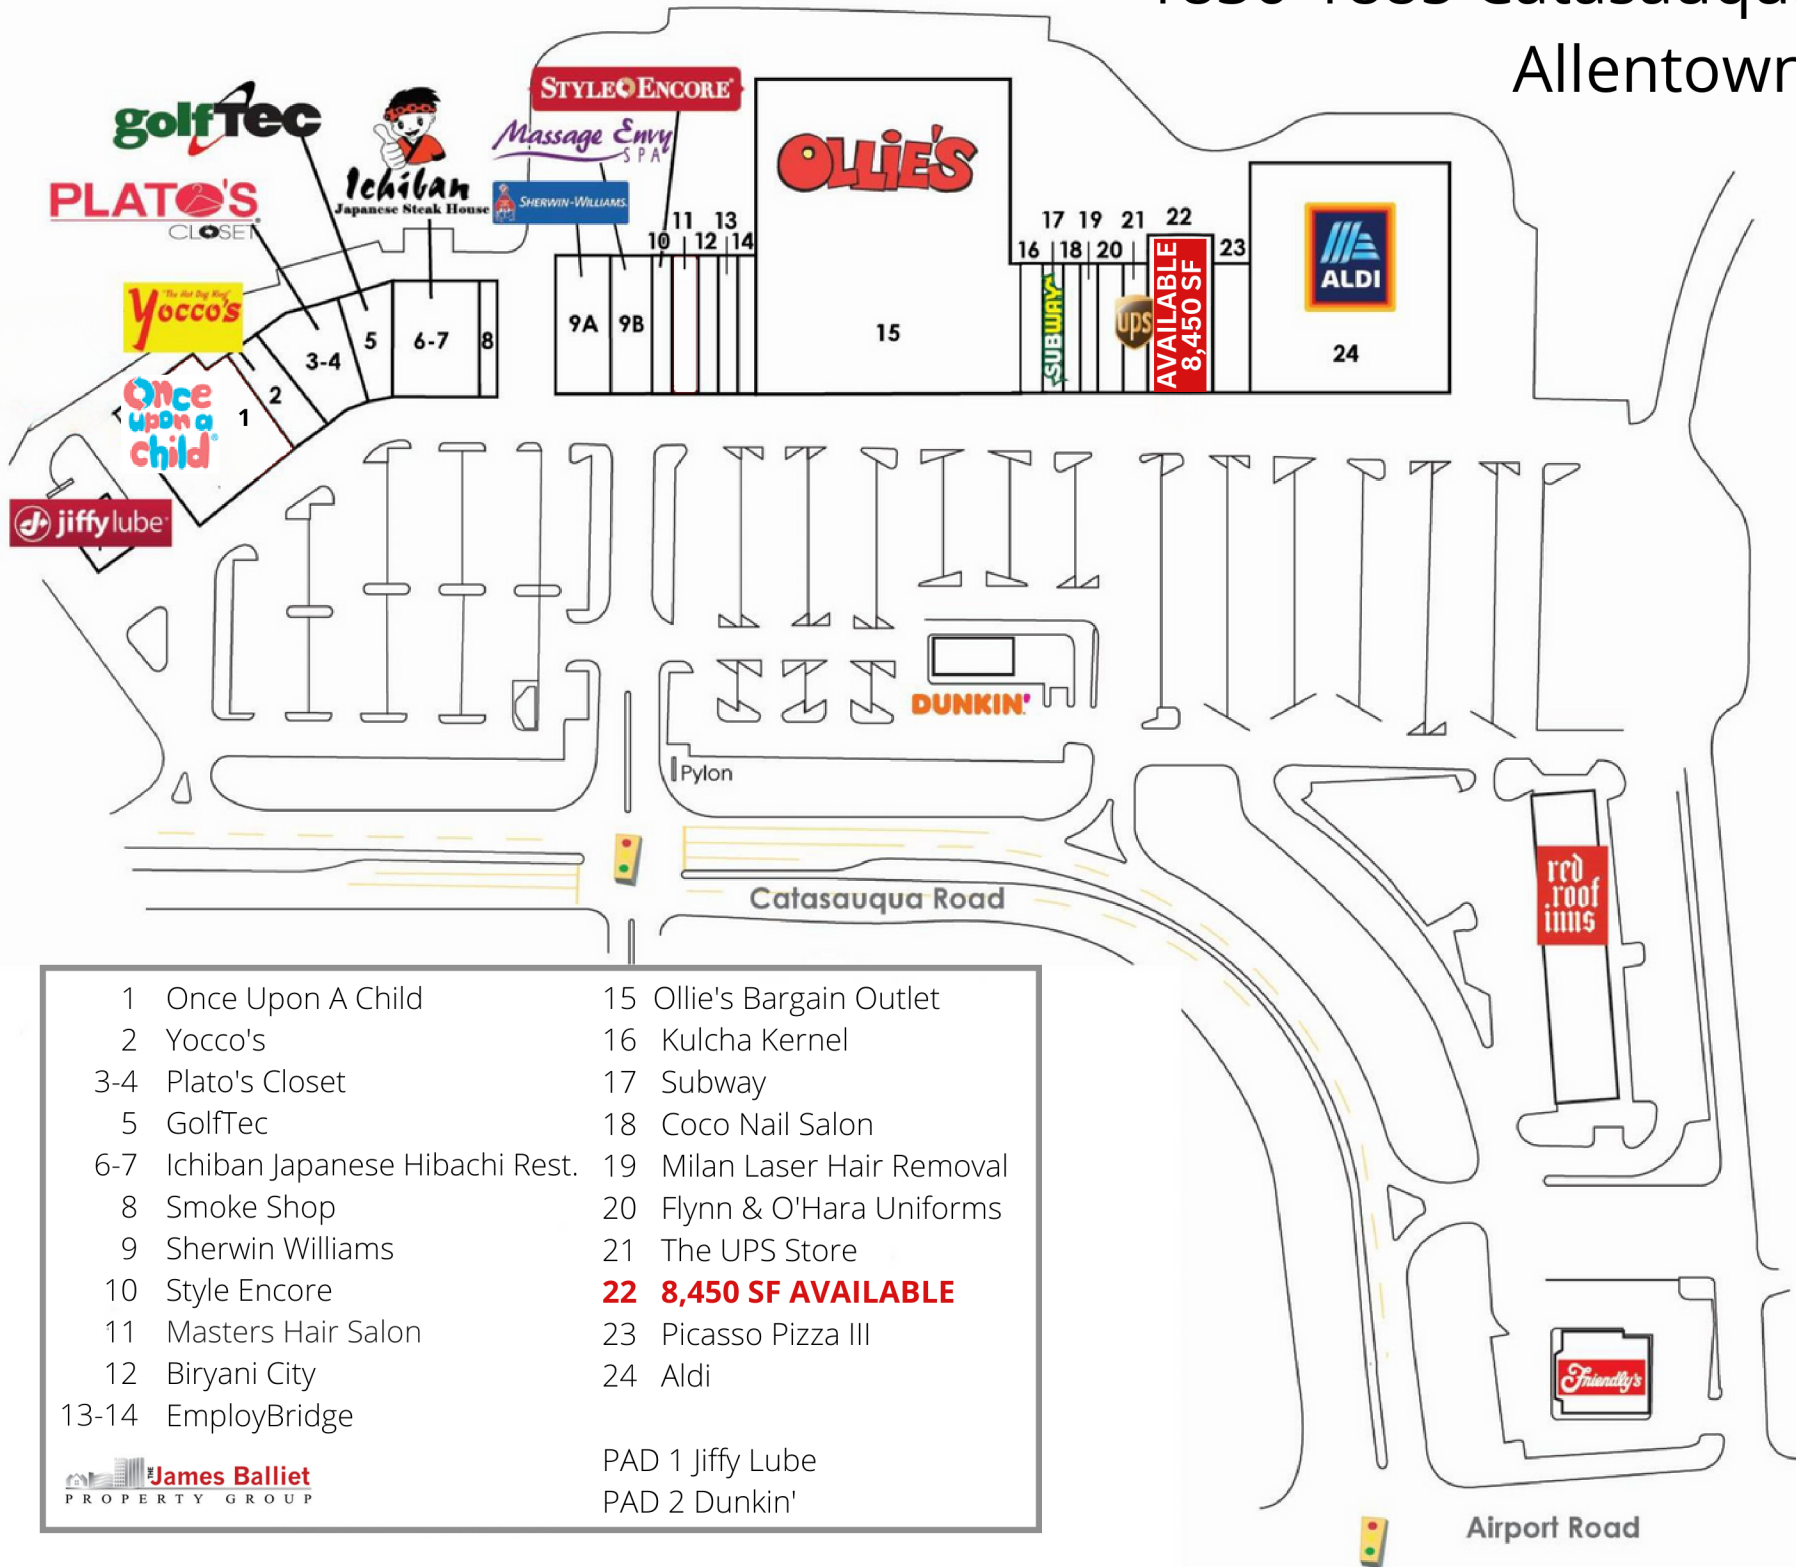 Allentown
STYLE ENCORE
golfTEC
Massage Envy
SPA
OLLIE'S
Ichiban
Japanese Steak House
PLATO'S
CLOSET
SHERWIN-WILLIAMS
10 11 12 13 14
16 17 18 19 20 21 22 23
ALDI
"The Hot Dog King"
YOCCO'S
SUBWAY
ups
AVAILABLE
8,450 SF
1 2 3-4 5 6-7 8 9A 9B 15 24
Once
upon a
child
jiffy lube
DUNKIN'
Pylon
red
roof
inns
Catasauqua Road
1 Once Upon A Child
2 Yocco's
3-4 Plato's Closet
5 GolfTec
6-7 Ichiban Japanese Hibachi Rest.
8 Smoke Shop
9 Sherwin Williams
10 Style Encore
11 Masters Hair Salon
12 Biryani City
13-14 EmployBridge
THE James Balliet
PROPERTY GROUP
15 Ollie's Bargain Outlet
16 Kulcha Kernel
17 Subway
18 Coco Nail Salon
19 Milan Laser Hair Removal
20 Flynn & O'Hara Uniforms
21 The UPS Store
22 8,450 SF AVAILABLE
23 Picasso Pizza III
24 Aldi
PAD 1 Jiffy Lube
PAD 2 Dunkin'
Friendly's
Airport Road